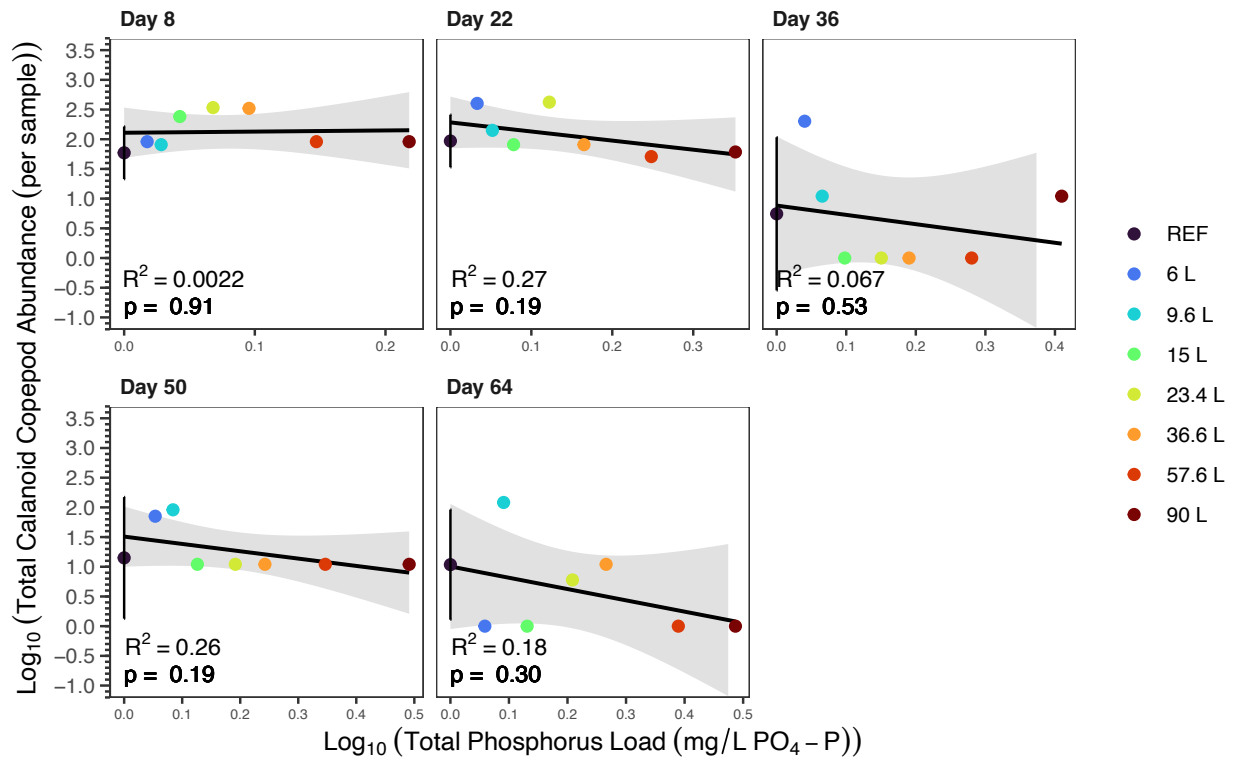 Day 8
Day 22
Day 36
3.5
3.0
2.5
2.0
1.5
1.0
0.5
0.0
−0.5
−1.0
R² = 0.0022
p = 0.91
R² = 0.27
p = 0.19
R² = 0.067
p = 0.53
0.0 0.1 0.2
0.0 0.1 0.2 0.3
0.0 0.1 0.2 0.3 0.4
Day 50
Day 64
3.5
3.0
2.5
2.0
1.5
1.0
0.5
0.0
−0.5
−1.0
R² = 0.26
p = 0.19
R² = 0.18
p = 0.30
0.0 0.1 0.2 0.3 0.4 0.5
0.0 0.1 0.2 0.3 0.4 0.5
Log₁₀ (Total Calanoid Copepod Abundance (per sample))
Log₁₀ (Total Phosphorus Load (mg/L PO₄ − P))
REF
6 L
9.6 L
15 L
23.4 L
36.6 L
57.6 L
90 L